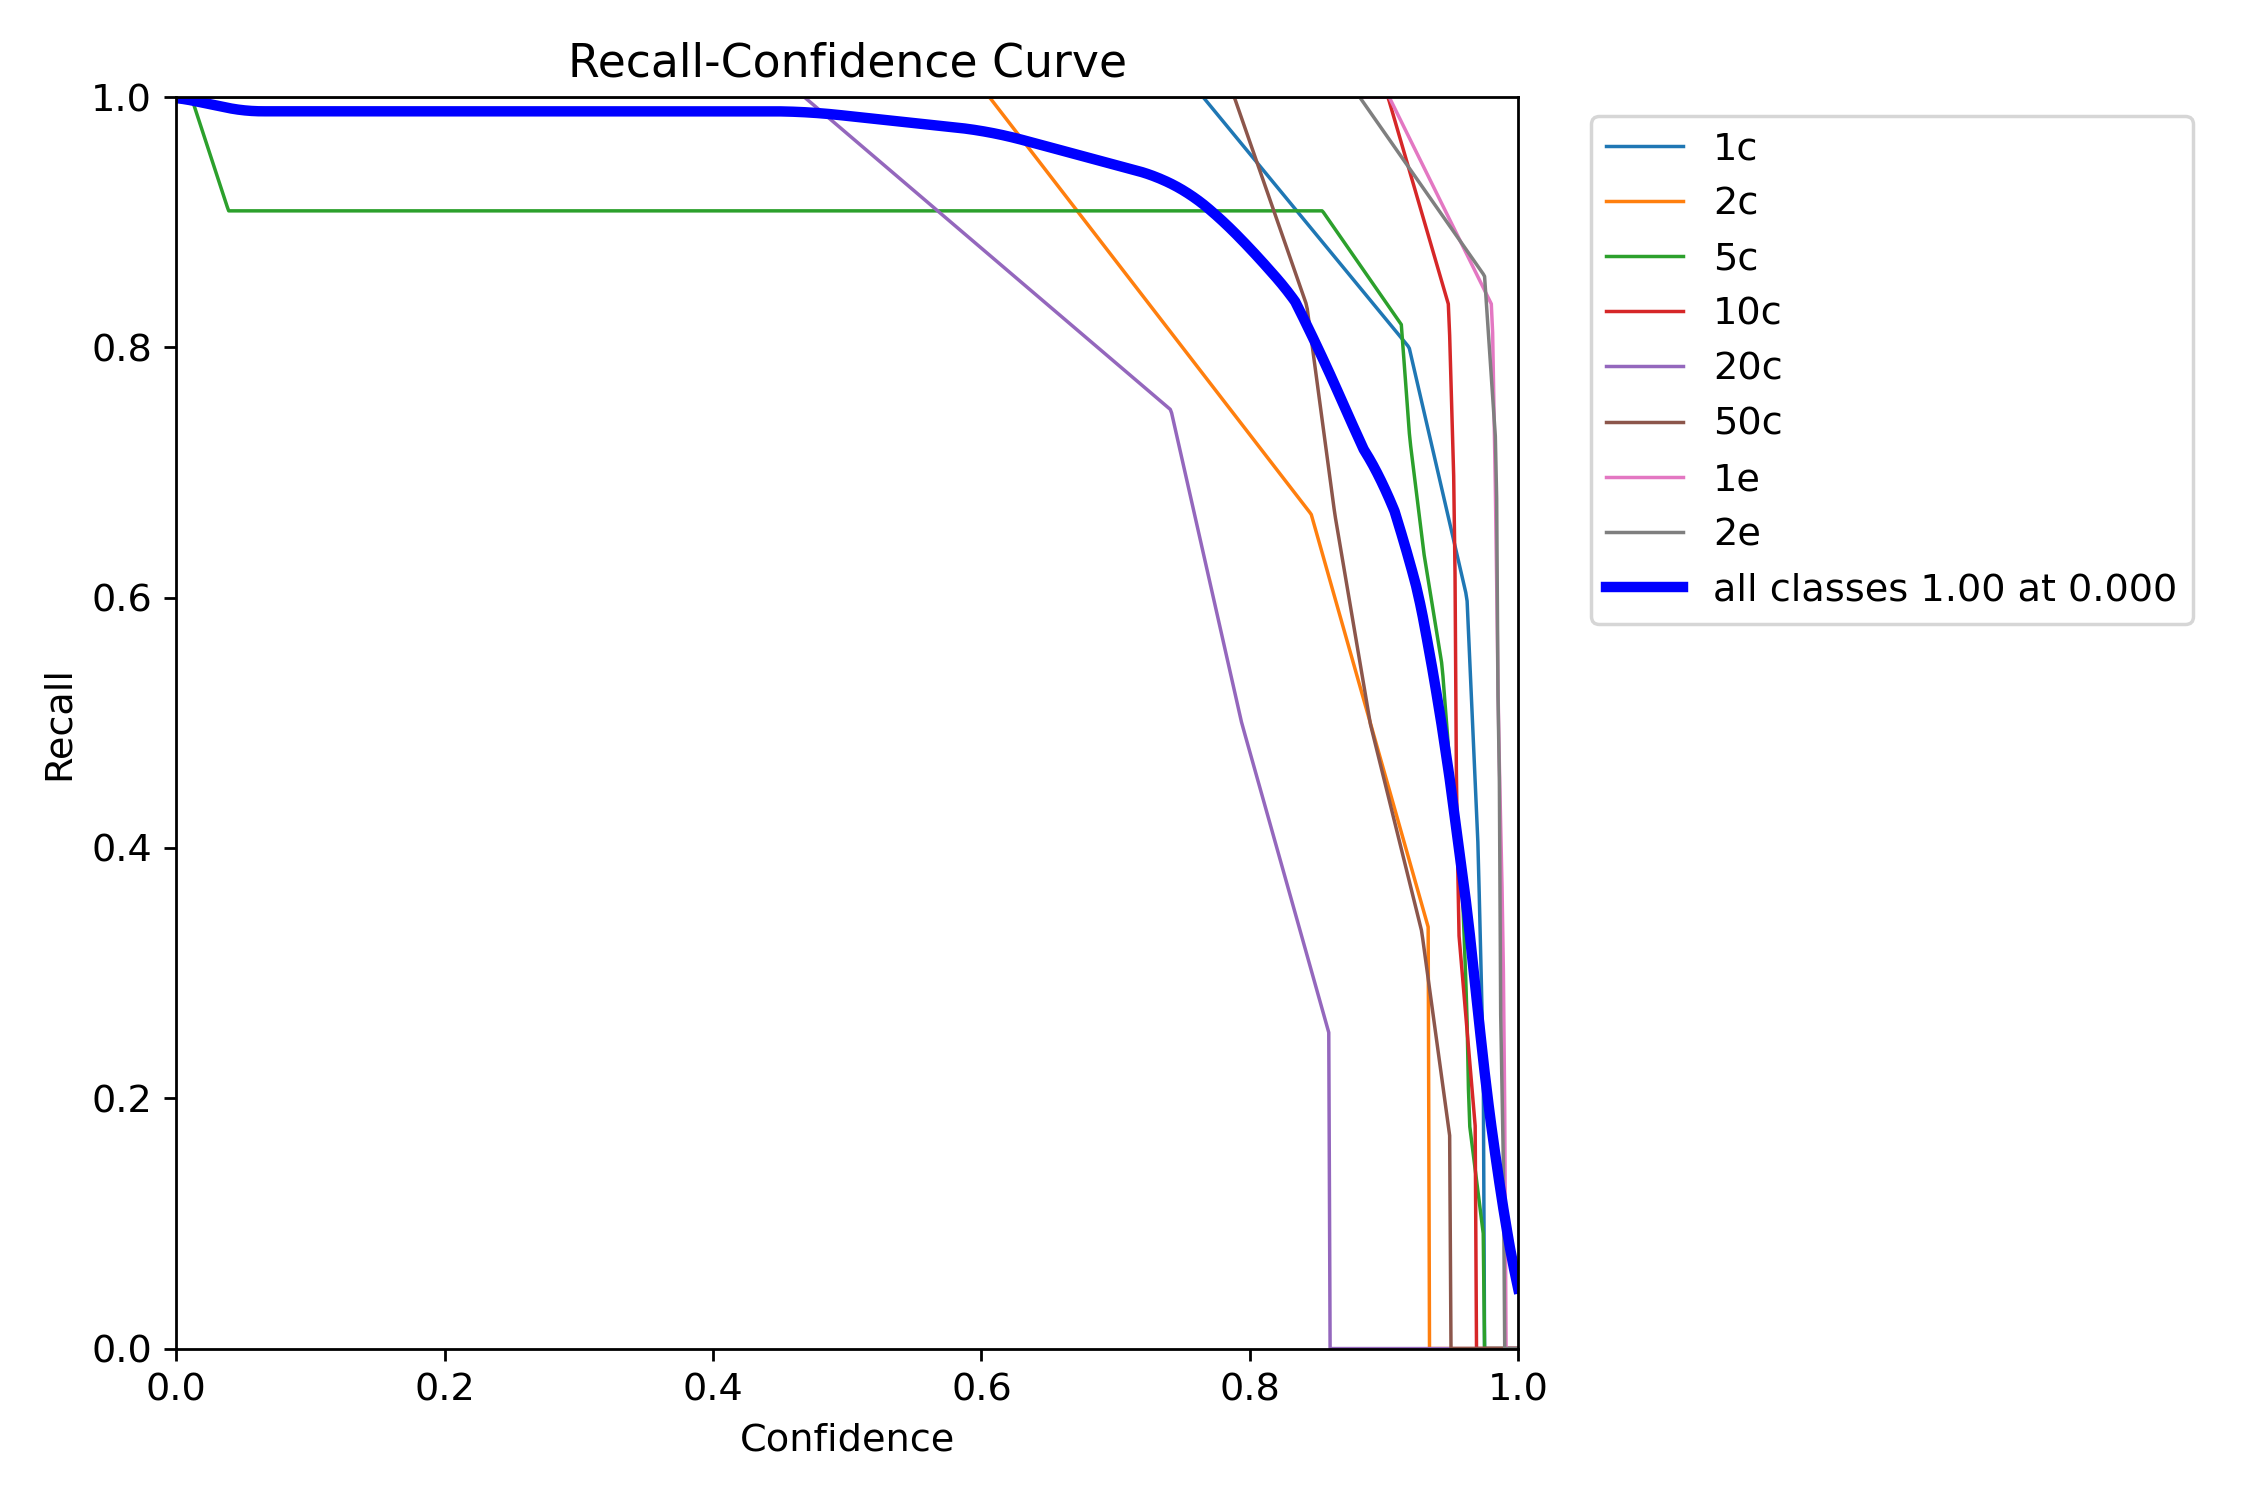 Recall-Confidence Curve
1.0
0.8
0.6
0.4
0.2
0.0
Recall
0.0 0.2 0.4 0.6 0.8 1.0
Confidence
1c
2c
5c
10c
20c
50c
1e
2e
all classes 1.00 at 0.000